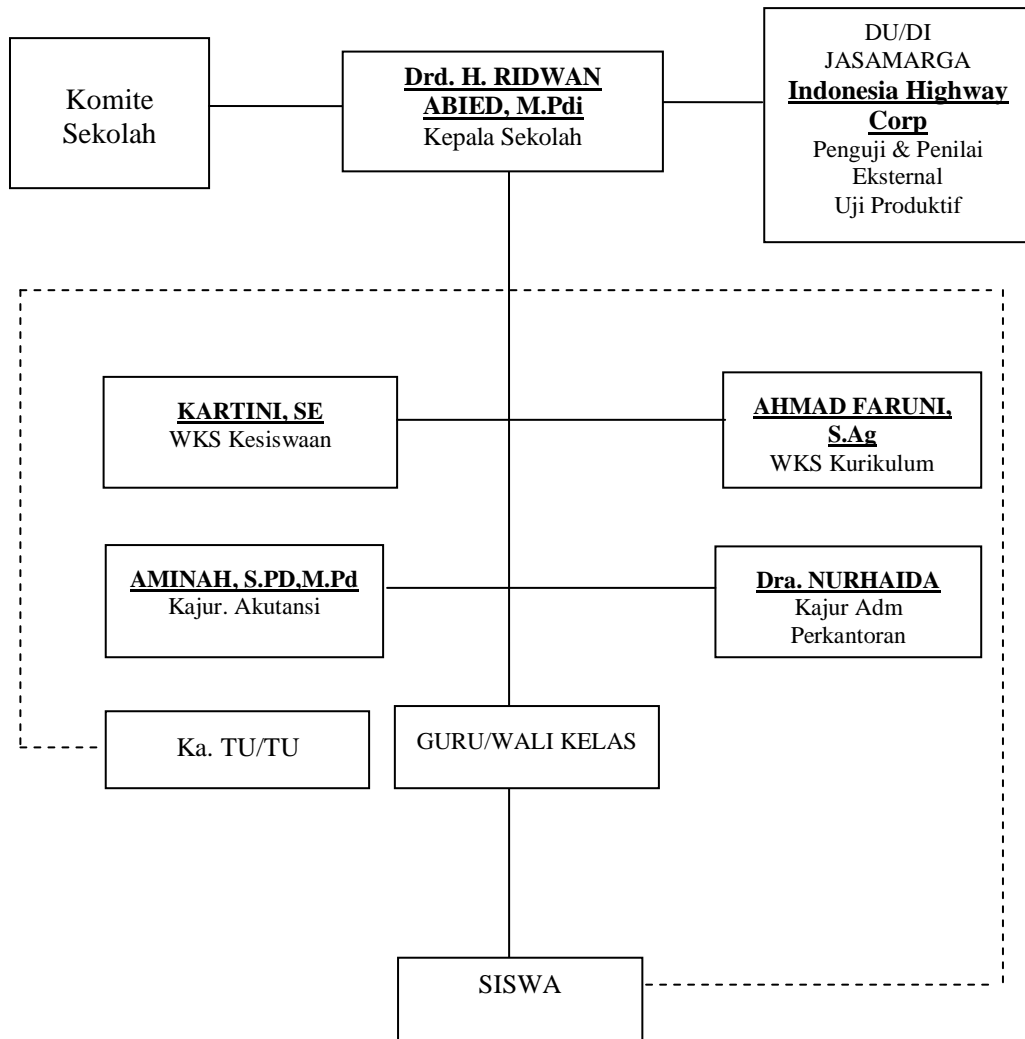 Komite
Sekolah
Drd. H. RIDWAN
ABIED, M.Pdi
Kepala Sekolah
DU/DI
JASAMARGA
Indonesia Highway
Corp
Penguji & Penilai
Eksternal
Uji Produktif
KARTINI, SE
WKS Kesiswaan
AHMAD FARUNI,
S.Ag
WKS Kurikulum
AMINAH, S.PD,M.Pd
Kajur. Akutansi
Dra. NURHAIDA
Kajur Adm
Perkantoran
Ka. TU/TU
GURU/WALI KELAS
SISWA